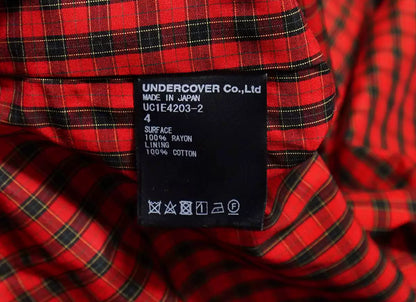 UNDERCOVER Co.,Ltd
MADE IN JAPAN
UC1E4203-2
4
SURFACE
100% RAYON
LINING
100% COTTON